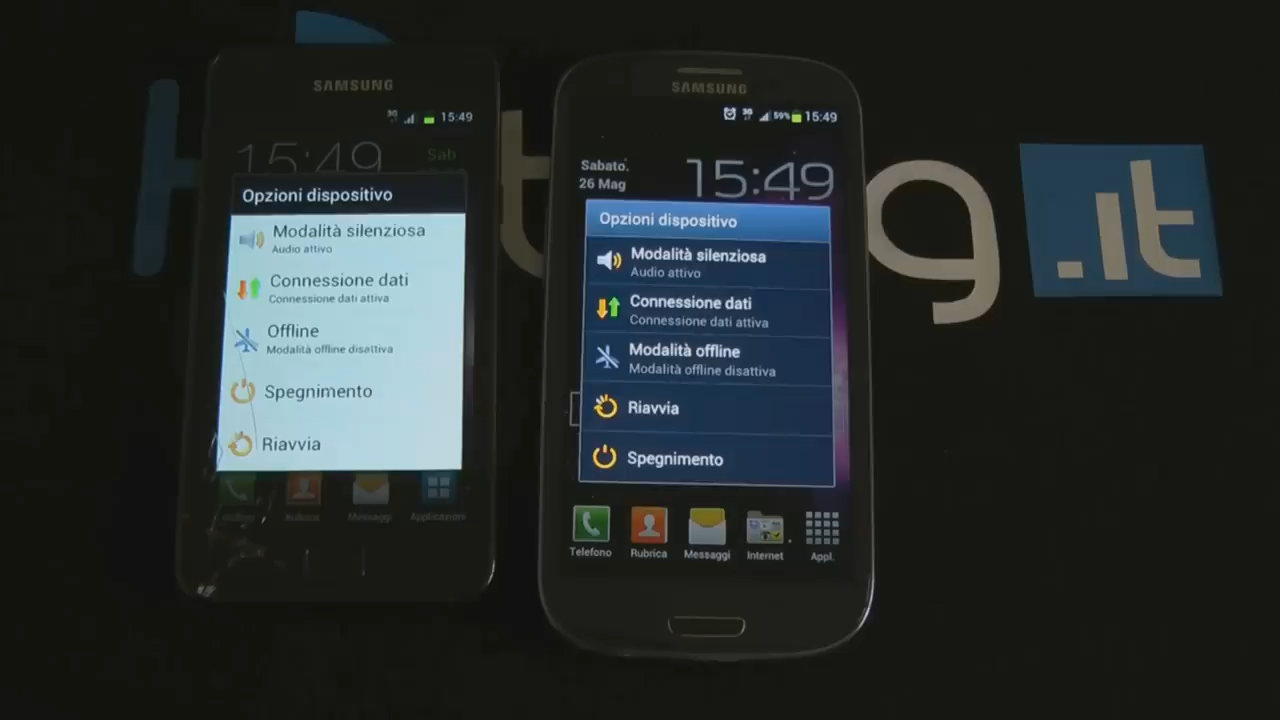 SAMSUNG
3G 15:49
15:49
Sab
Opzioni dispositivo
Modalità silenziosa
Audio attivo
Connessione dati
Connessione dati attiva
Offline
Modalità offline disattiva
Spegnimento
Riavvia
Rubrica
Messaggi
Applicazioni
SAMSUNG
3G 59% 15:49
Sabato,
26 Mag
15:49
Opzioni dispositivo
Modalità silenziosa
Audio attivo
Connessione dati
Connessione dati attiva
Modalità offline
Modalità offline disattiva
Riavvia
Spegnimento
Telefono
Rubrica
Messaggi
Internet
Appl.
g
.it